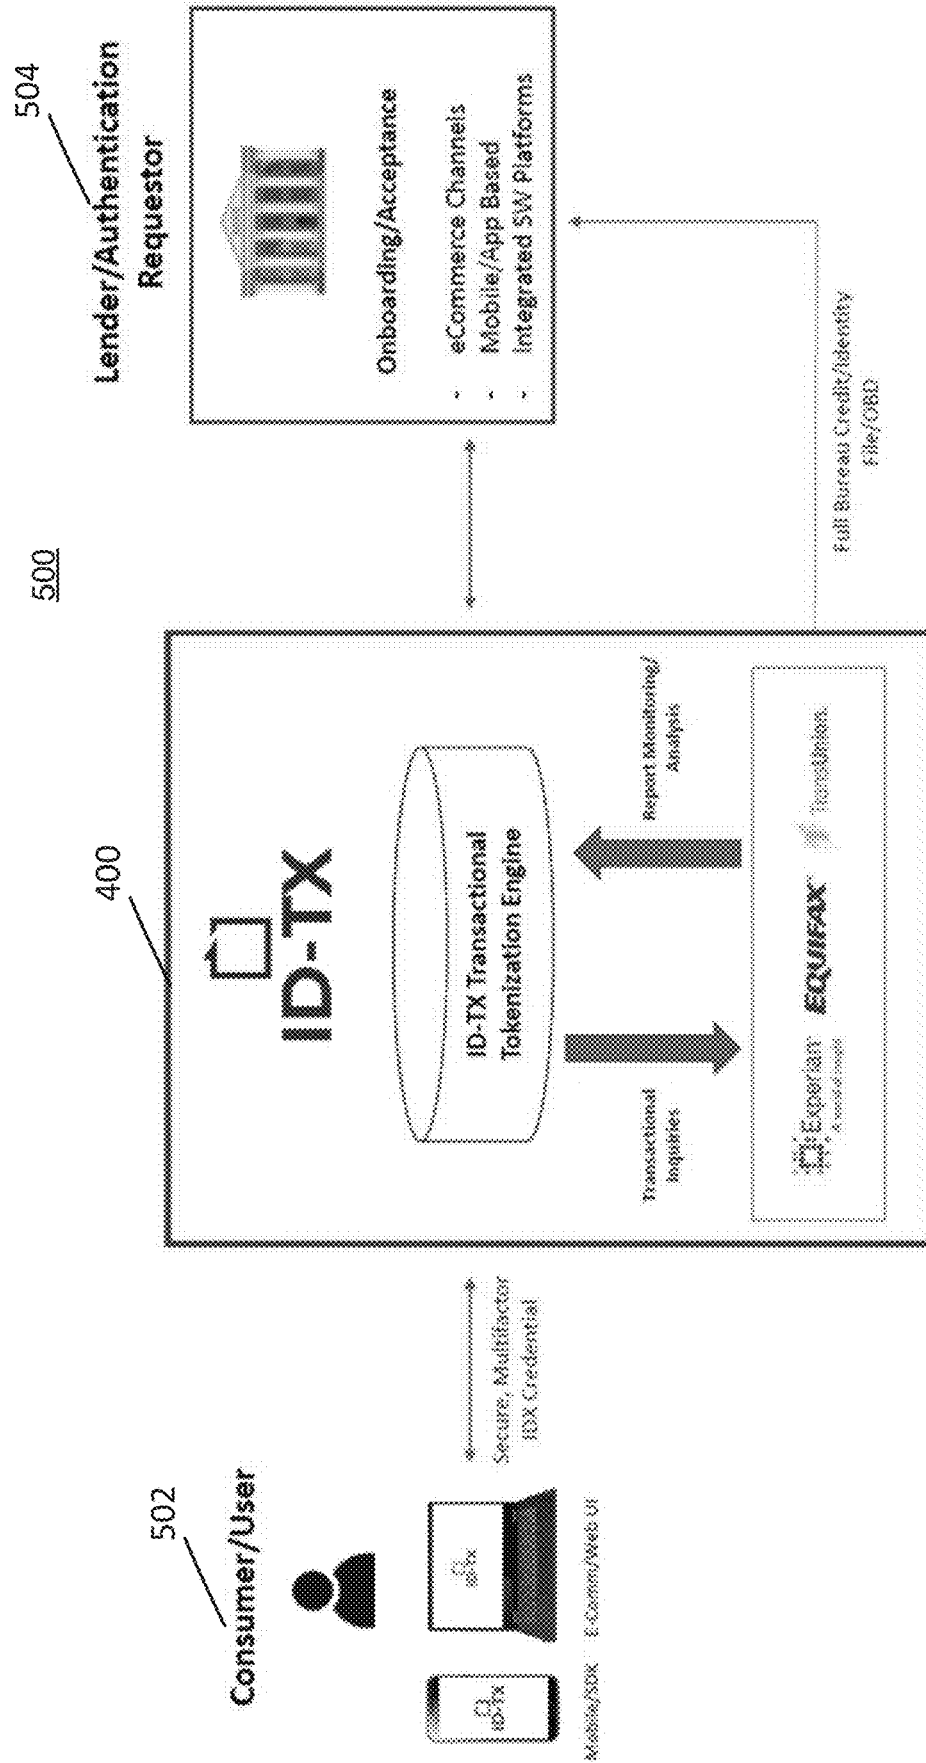 500
502
Consumer/User
ID-TX
ID-TX
Mobile/SDK
E-Comm/Web UI
Secure, Multifactor
IDX Credential
400
ID-TX
ID-TX Transactional
Tokenization Engine
Transactional
Inquiries
Report Monitoring/
Analysis
Experian
EQUIFAX
TransUnion
504
Lender/Authentication
Requestor
Onboarding/Acceptance
- eCommerce Channels
- Mobile/App Based
- Integrated SW Platforms
Full Bureau Credit/Identity
File/OBD